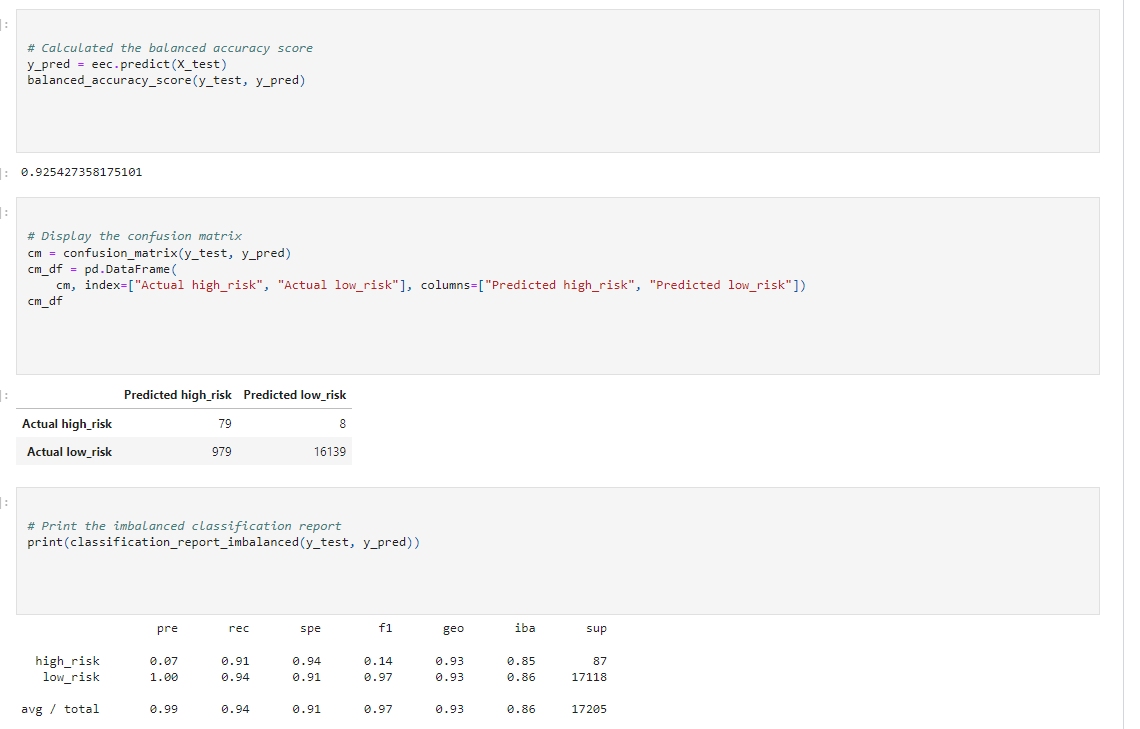 ]:
# Calculated the balanced accuracy score
y_pred = eec.predict(X_test)
balanced_accuracy_score(y_test, y_pred)
]:
0.925427358175101
]:
# Display the confusion matrix
cm = confusion_matrix(y_test, y_pred)
cm_df = pd.DataFrame(
    cm, index=["Actual high_risk", "Actual low_risk"], columns=["Predicted high_risk", "Predicted low_risk"])
cm_df
]:
Predicted high_risk Predicted low_risk
Actual high_risk 79 8
Actual low_risk 979 16139
]:
# Print the imbalanced classification report
print(classification_report_imbalanced(y_test, y_pred))
pre rec spe f1 geo iba sup
high_risk 0.07 0.91 0.94 0.14 0.93 0.85 87
low_risk 1.00 0.94 0.91 0.97 0.93 0.86 17118
avg / total 0.99 0.94 0.91 0.97 0.93 0.86 17205